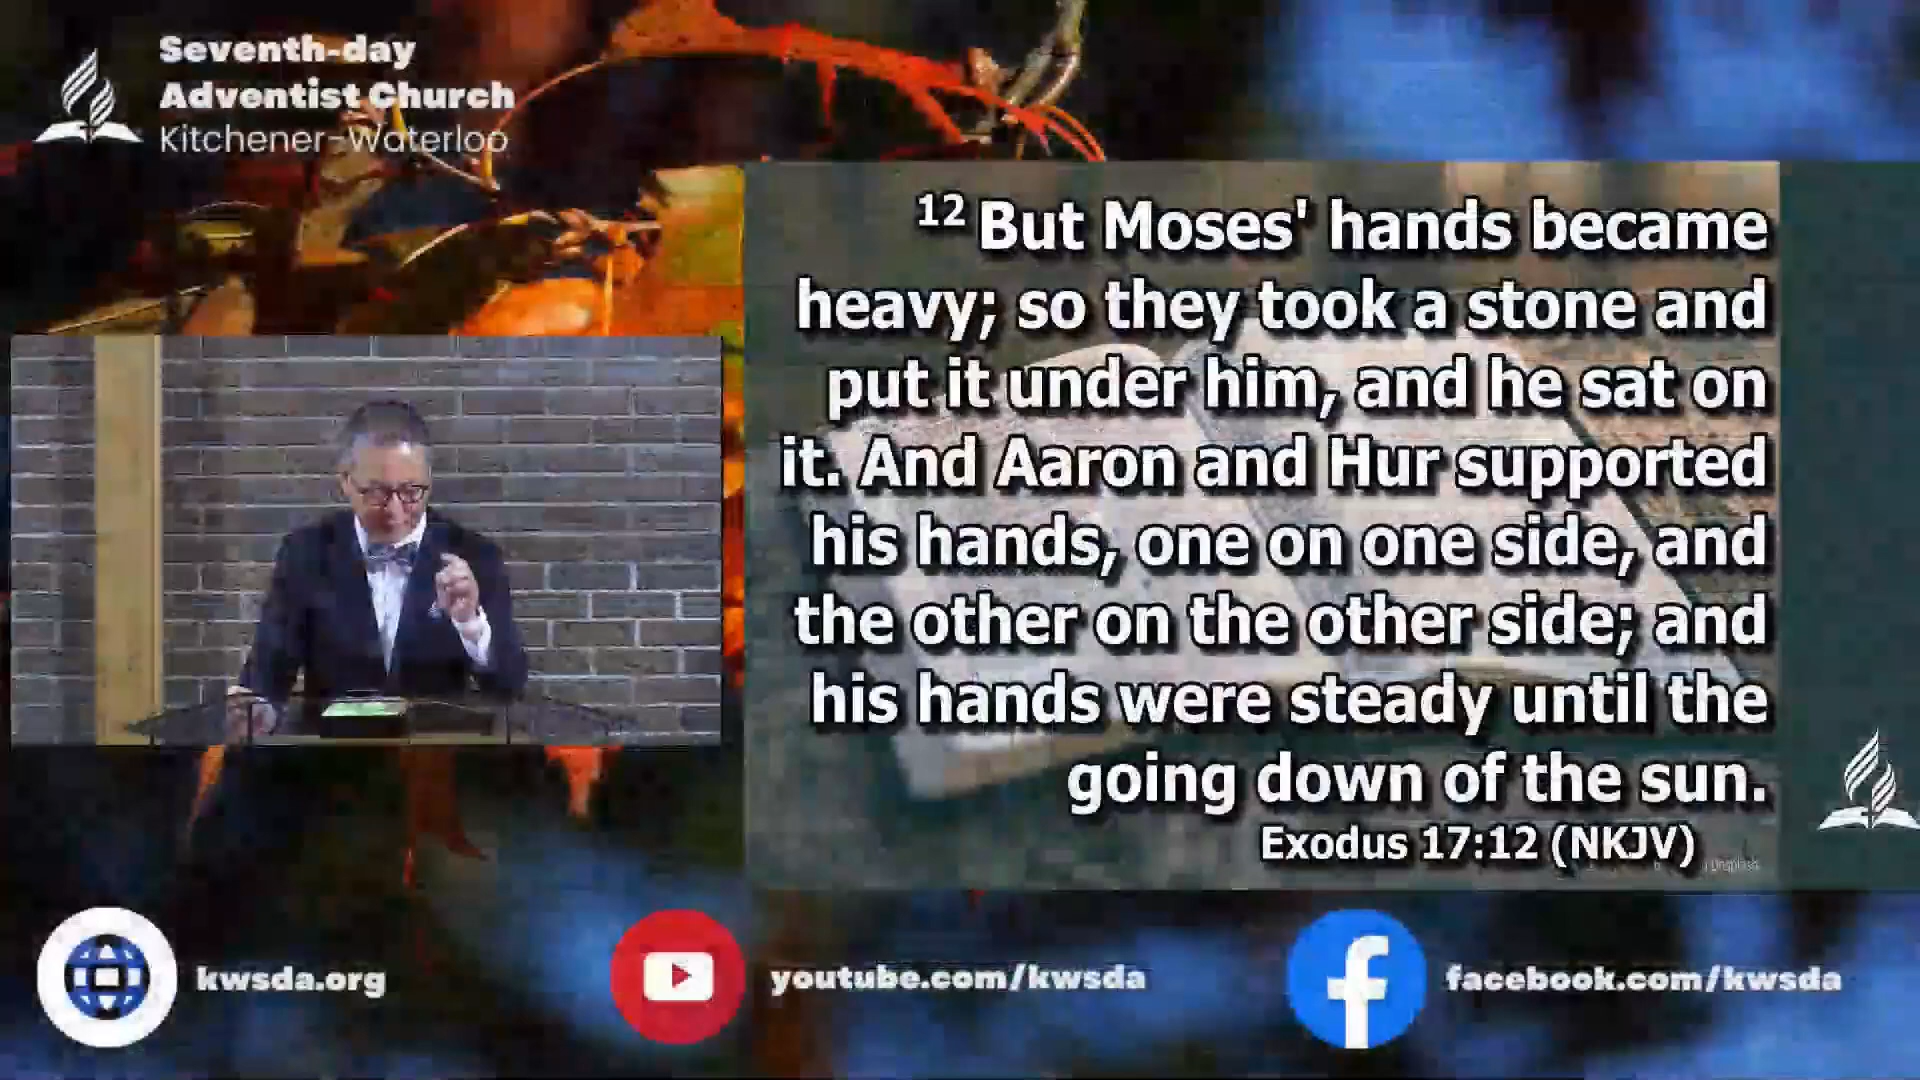 Seventh-day
Adventist Church
Kitchener-Waterloo
12 But Moses' hands became
heavy; so they took a stone and
put it under him, and he sat on
it. And Aaron and Hur supported
his hands, one on one side, and
the other on the other side; and
his hands were steady until the
going down of the sun.
Exodus 17:12 (NKJV)
Unsplash
kwsda.org
youtube.com/kwsda
facebook.com/kwsda